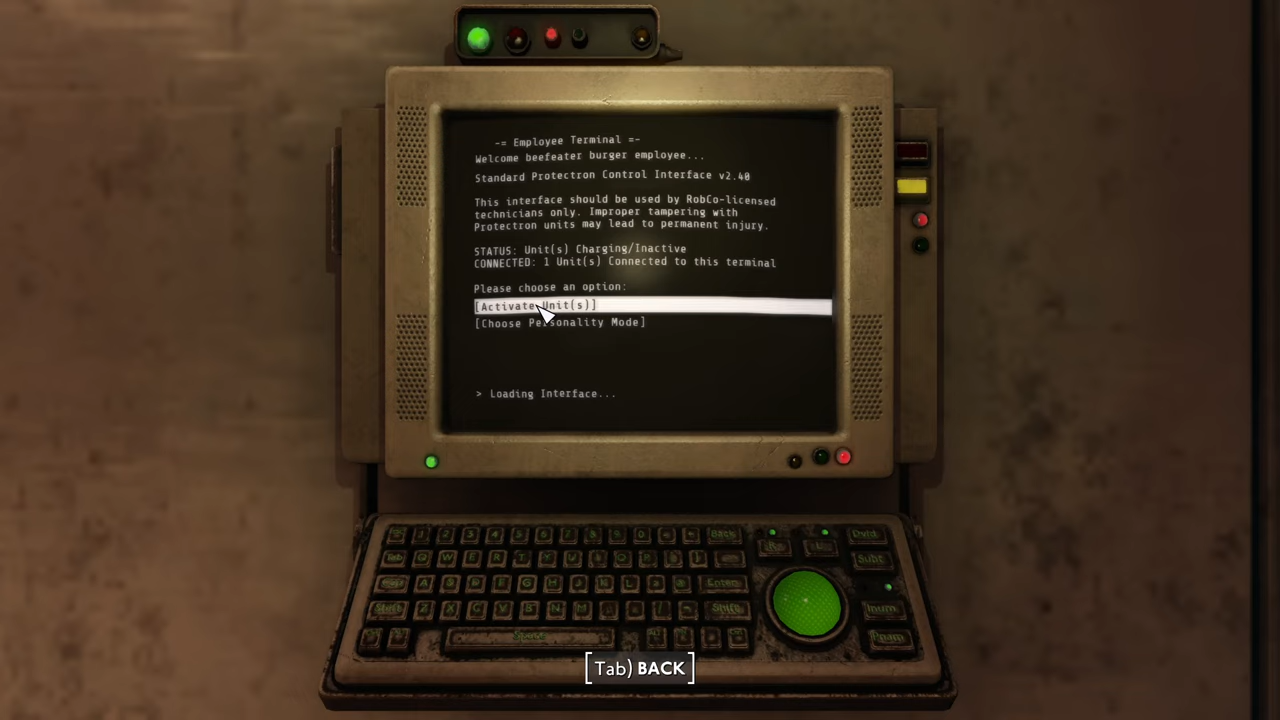 -= Employee Terminal =-
Welcome beefeater burger employee...
Standard Protectron Control Interface v2.40
This interface should be used by RobCo-licensed
technicians only. Improper tampering with
Protectron units may lead to permanent injury.
STATUS: Unit(s) Charging/Inactive
CONNECTED: 1 Unit(s) Connected to this terminal
Please choose an option:
[Activate Unit(s)]
[Choose Personality Mode]
> Loading Interface...
Tab) BACK